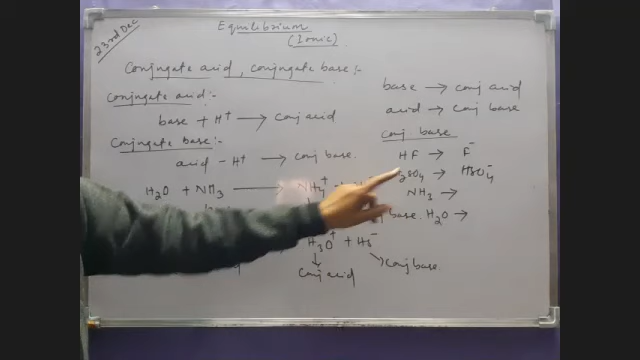 23rd Dec
Equilibrium
(Ionic)
Conjugate acid, conjugate base:-
Conjugate acid:-
base + H+ → Conj acid
Conjugate base:-
acid - H+ → Conj base.
H2O + NH3 → NH4+
H3O+ + HS-
Conj acid
Conj base.
base → Conj acid
acid → Conj base
Conj. base
HF → F-
2SO4 → HSO4-
NH3 →
base. H2O →